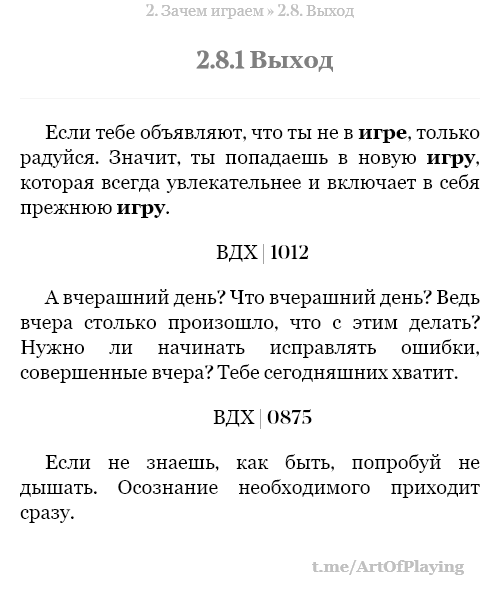 2. Зачем играем » 2.8. Выход
2.8.1 Выход
Если тебе объявляют, что ты не в игре, только
радуйся. Значит, ты попадаешь в новую игру,
которая всегда увлекательнее и включает в себя
прежнюю игру.
ВДХ | 1012
А вчерашний день? Что вчерашний день? Ведь
вчера столько произошло, что с этим делать?
Нужно ли начинать исправлять ошибки,
совершенные вчера? Тебе сегодняшних хватит.
ВДХ | 0875
Если не знаешь, как быть, попробуй не
дышать. Осознание необходимого приходит
сразу.
t.me/ArtOfPlaying